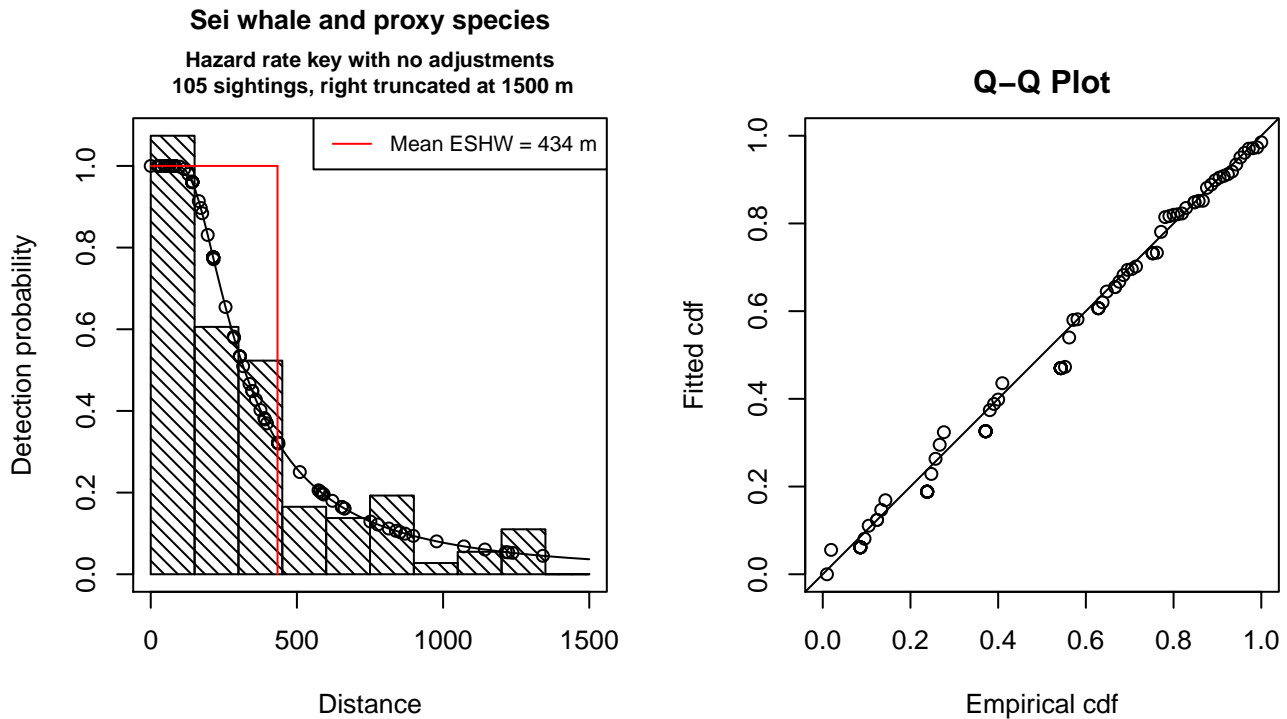 Sei whale and proxy species
Hazard rate key with no adjustments
105 sightings, right truncated at 1500 m
Mean ESHW = 434 m
Detection probability
0.0 0.2 0.4 0.6 0.8 1.0
0 500 1000 1500
Distance
Q−Q Plot
Fitted cdf
0.0 0.2 0.4 0.6 0.8 1.0
0.0 0.2 0.4 0.6 0.8 1.0
Empirical cdf